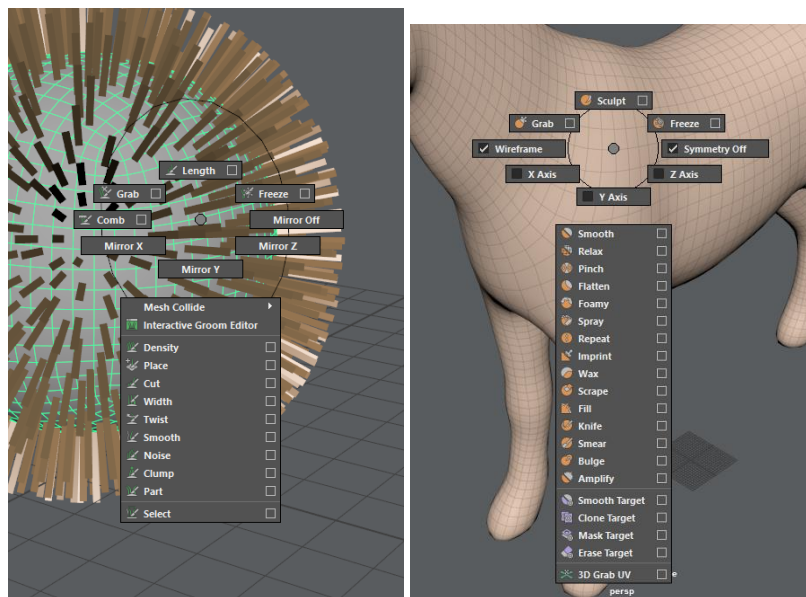 Length
Grab
Freeze
Comb
Mirror Off
Mirror X
Mirror Z
Mirror Y
Mesh Collide
Interactive Groom Editor
Density
Place
Cut
Width
Twist
Smooth
Noise
Clump
Part
Select
Sculpt
Grab
Freeze
Wireframe
Symmetry Off
X Axis
Z Axis
Y Axis
Smooth
Relax
Pinch
Flatten
Foamy
Spray
Repeat
Imprint
Wax
Scrape
Fill
Knife
Smear
Bulge
Amplify
Smooth Target
Clone Target
Mask Target
Erase Target
3D Grab UV
persp